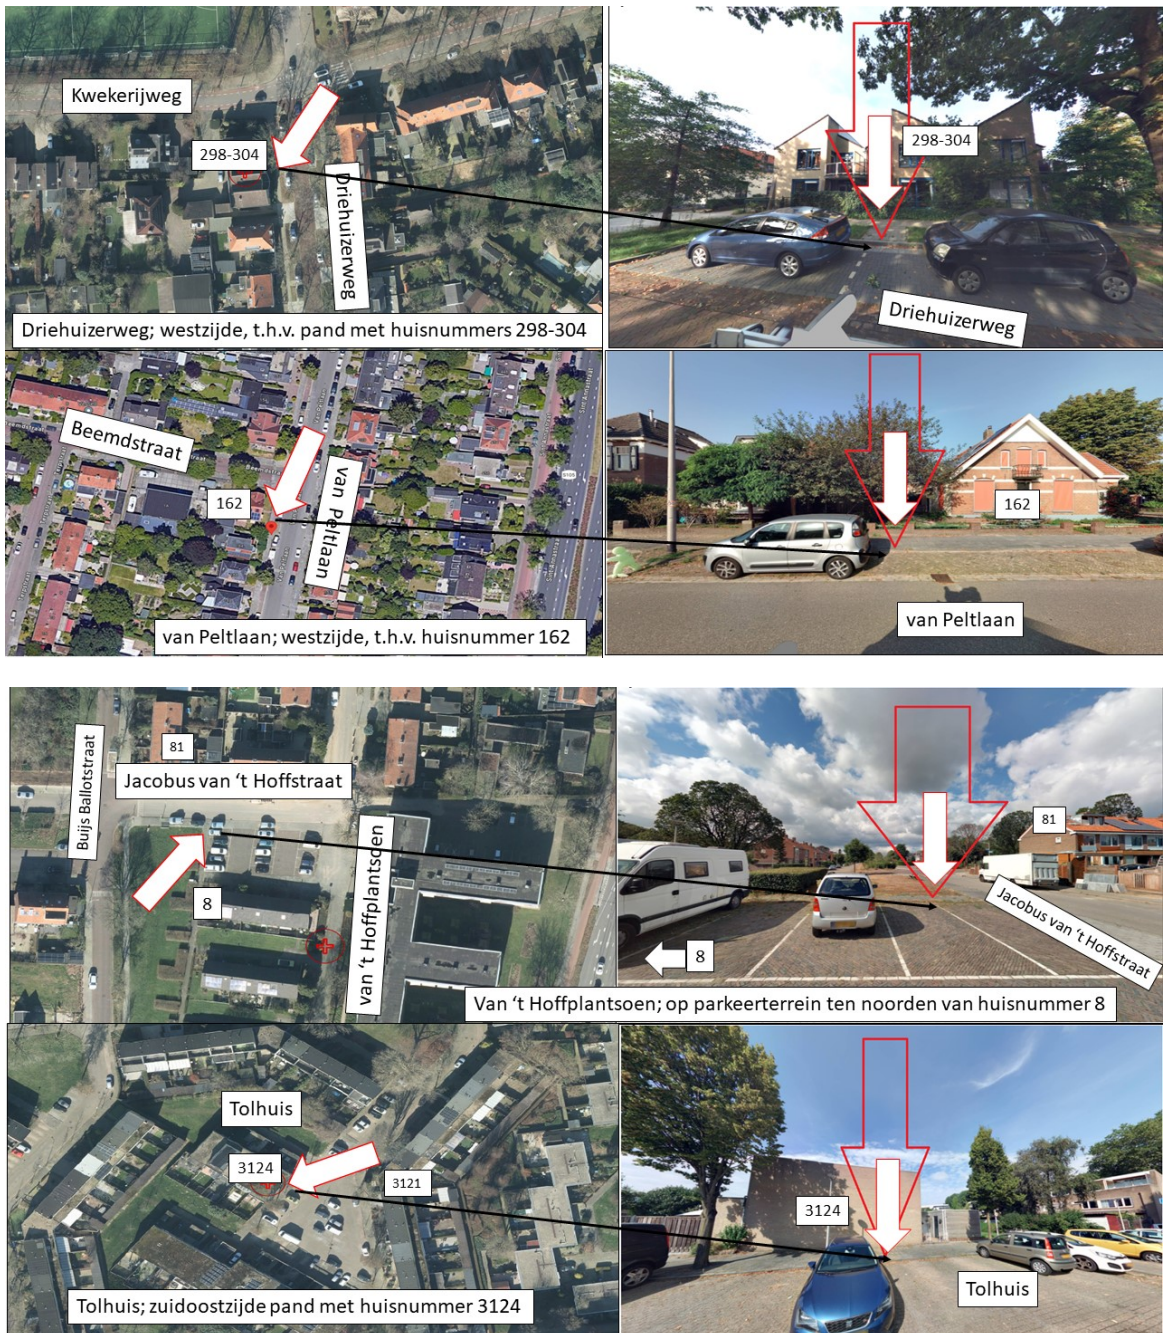 Kwekerijweg
298-304
Driehuizerweg
Driehuizerweg; westzijde, t.h.v. pand met huisnummers 298-304
298-304
Driehuizerweg
Beemdstraat
162
van Peltlaan
van Peltlaan; westzijde, t.h.v. huisnummer 162
162
van Peltlaan
Buijs Ballotstraat
81
Jacobus van ‘t Hoffstraat
8
van ‘t Hoffplantsoen
81
Jacobus van ‘t Hoffstraat
8
Van ‘t Hoffplantsoen; op parkeerterrein ten noorden van huisnummer 8
Tolhuis
3124
3121
Tolhuis; zuidoostzijde pand met huisnummer 3124
3124
Tolhuis